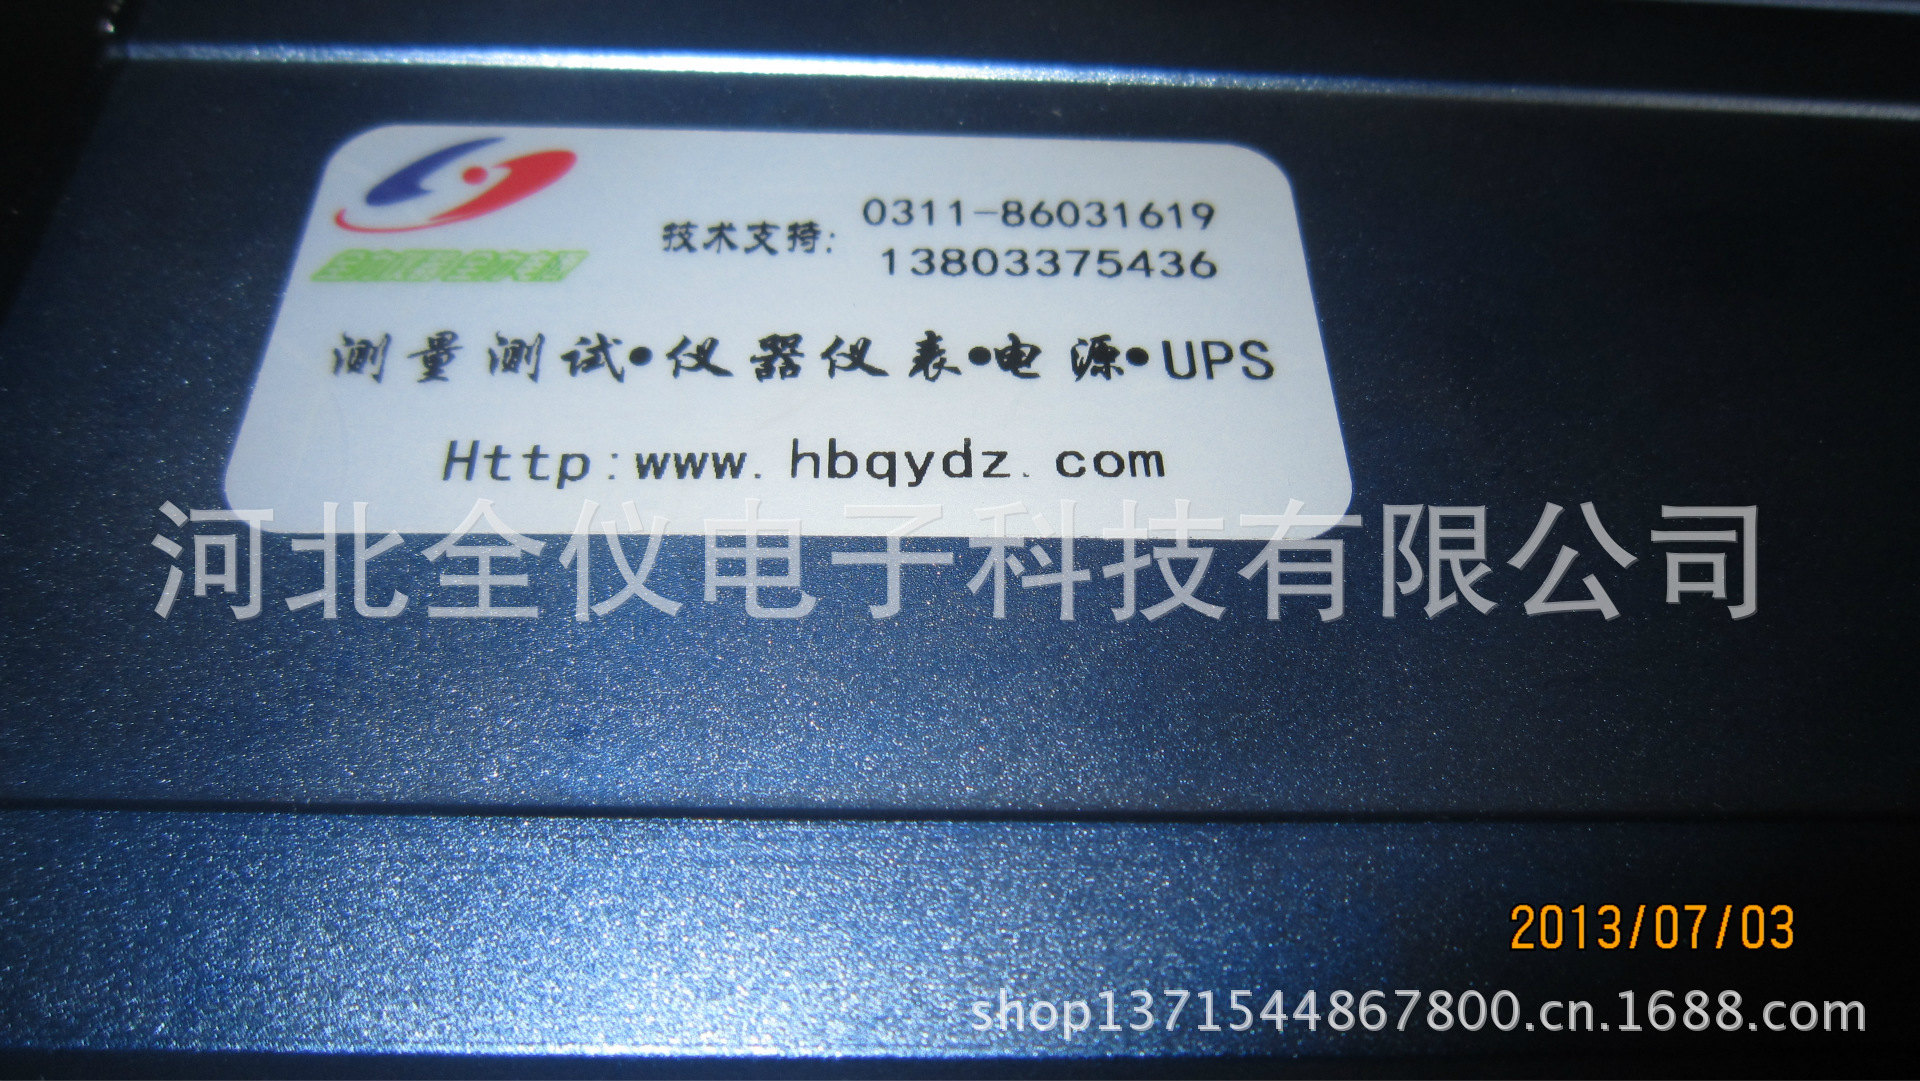 0311-86031619
技术支持:
13803375436
测量测试•仪器仪表•电源•UPS
Http:www.hbqydz.com
河北全仪电子科技有限公司
2013/07/03
shop1371544867800.cn.1688.com